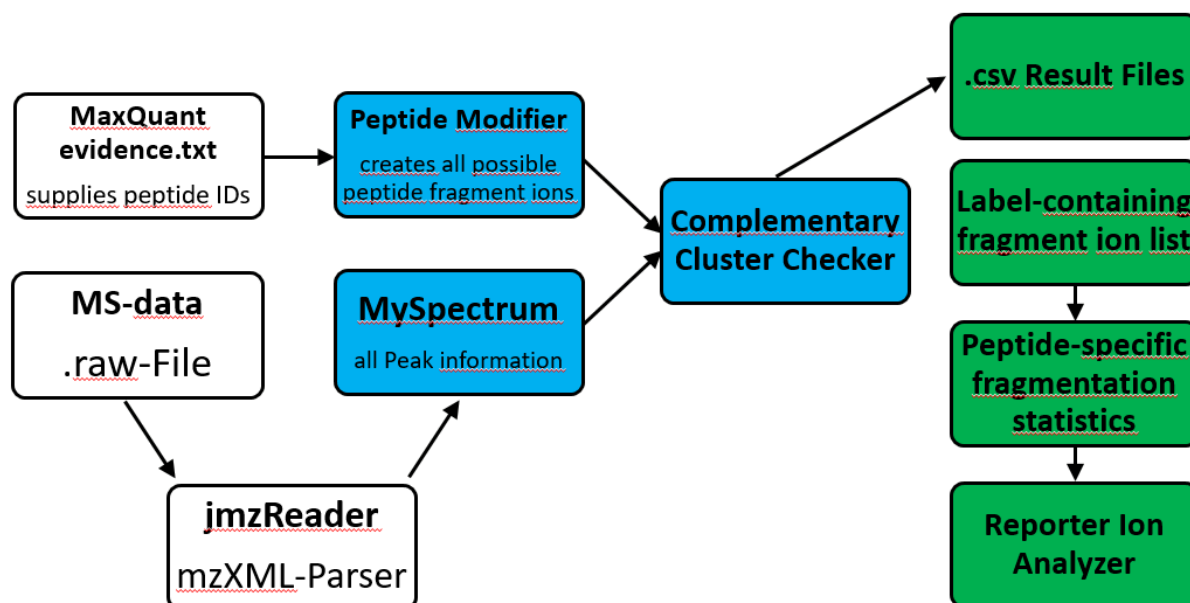 MaxQuant
evidence.txt
supplies peptide IDs
Peptide Modifier
creates all possible
peptide fragment ions
MS-data
.raw-File
MySpectrum
all Peak information
jmzReader
mzXML-Parser
Complementary
Cluster Checker
.csv Result Files
Label-containing
fragment ion list
Peptide-specific
fragmentation
statistics
Reporter Ion
Analyzer